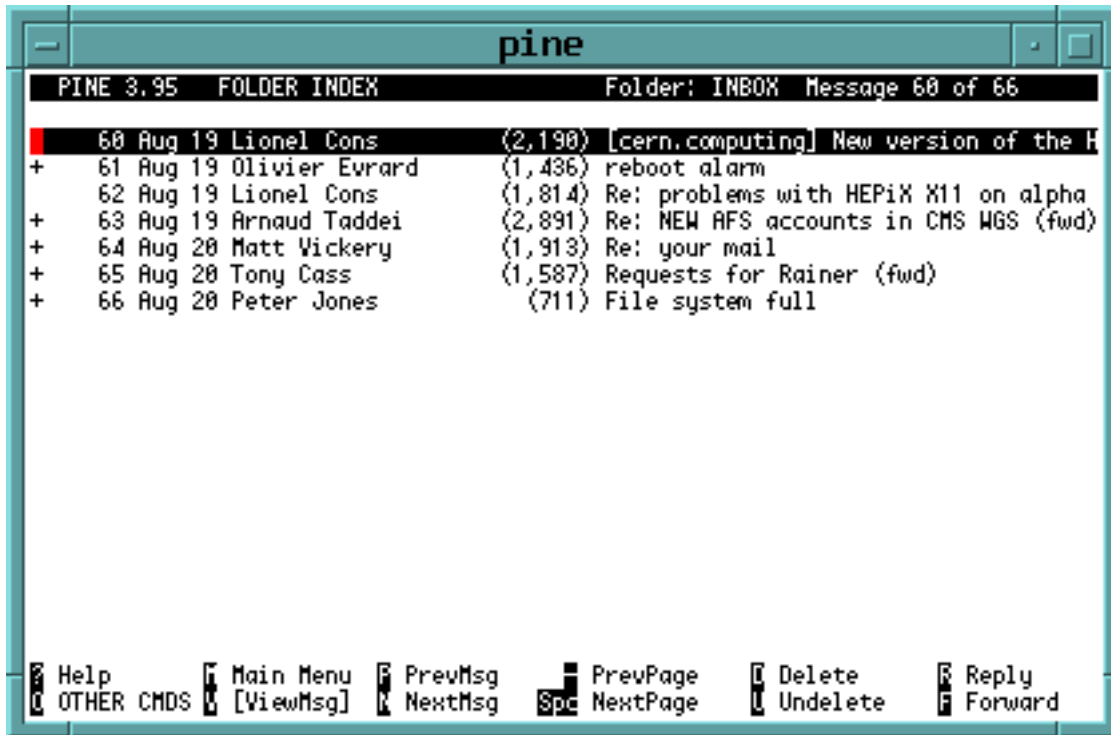 pine
PINE 3.95 FOLDER INDEX Folder: INBOX Message 60 of 66
60 Aug 19 Lionel Cons (2,190) [cern.computing] New version of the H
+ 61 Aug 19 Olivier Evrard (1,436) reboot alarm
62 Aug 19 Lionel Cons (1,814) Re: problems with HEPiX X11 on alpha
+ 63 Aug 19 Arnaud Taddei (2,891) Re: NEW AFS accounts in CMS WGS (fwd)
+ 64 Aug 20 Matt Vickery (1,913) Re: your mail
+ 65 Aug 20 Tony Cass (1,587) Requests for Rainer (fwd)
+ 66 Aug 20 Peter Jones (711) File system full
? Help M Main Menu P PrevMsg - PrevPage D Delete R Reply
O OTHER CMDS V [ViewMsg] N NextMsg Spc NextPage U Undelete F Forward